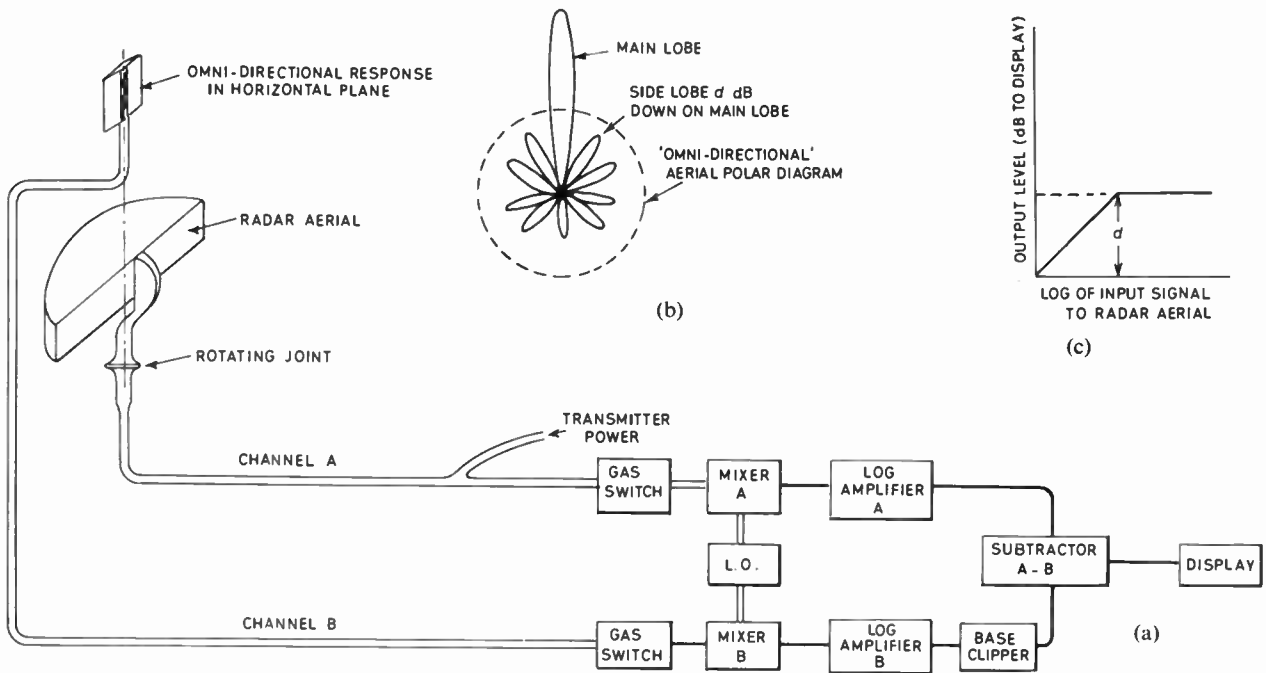 OMNI-DIRECTIONAL RESPONSE
IN HORIZONTAL PLANE
RADAR AERIAL
ROTATING JOINT
MAIN LOBE
SIDE LOBE d dB
DOWN ON MAIN LOBE
'OMNI-DIRECTIONAL'
AERIAL POLAR DIAGRAM
(b)
OUTPUT LEVEL (dB TO DISPLAY)
d
LOG OF INPUT SIGNAL
TO RADAR AERIAL
(c)
TRANSMITTER
POWER
CHANNEL A
GAS
SWITCH
MIXER
A
LOG
AMPLIFIER
A
L.O.
SUBTRACTOR
A-B
DISPLAY
CHANNEL B
GAS
SWITCH
MIXER
B
LOG
AMPLIFIER
B
BASE
CLIPPER
(a)